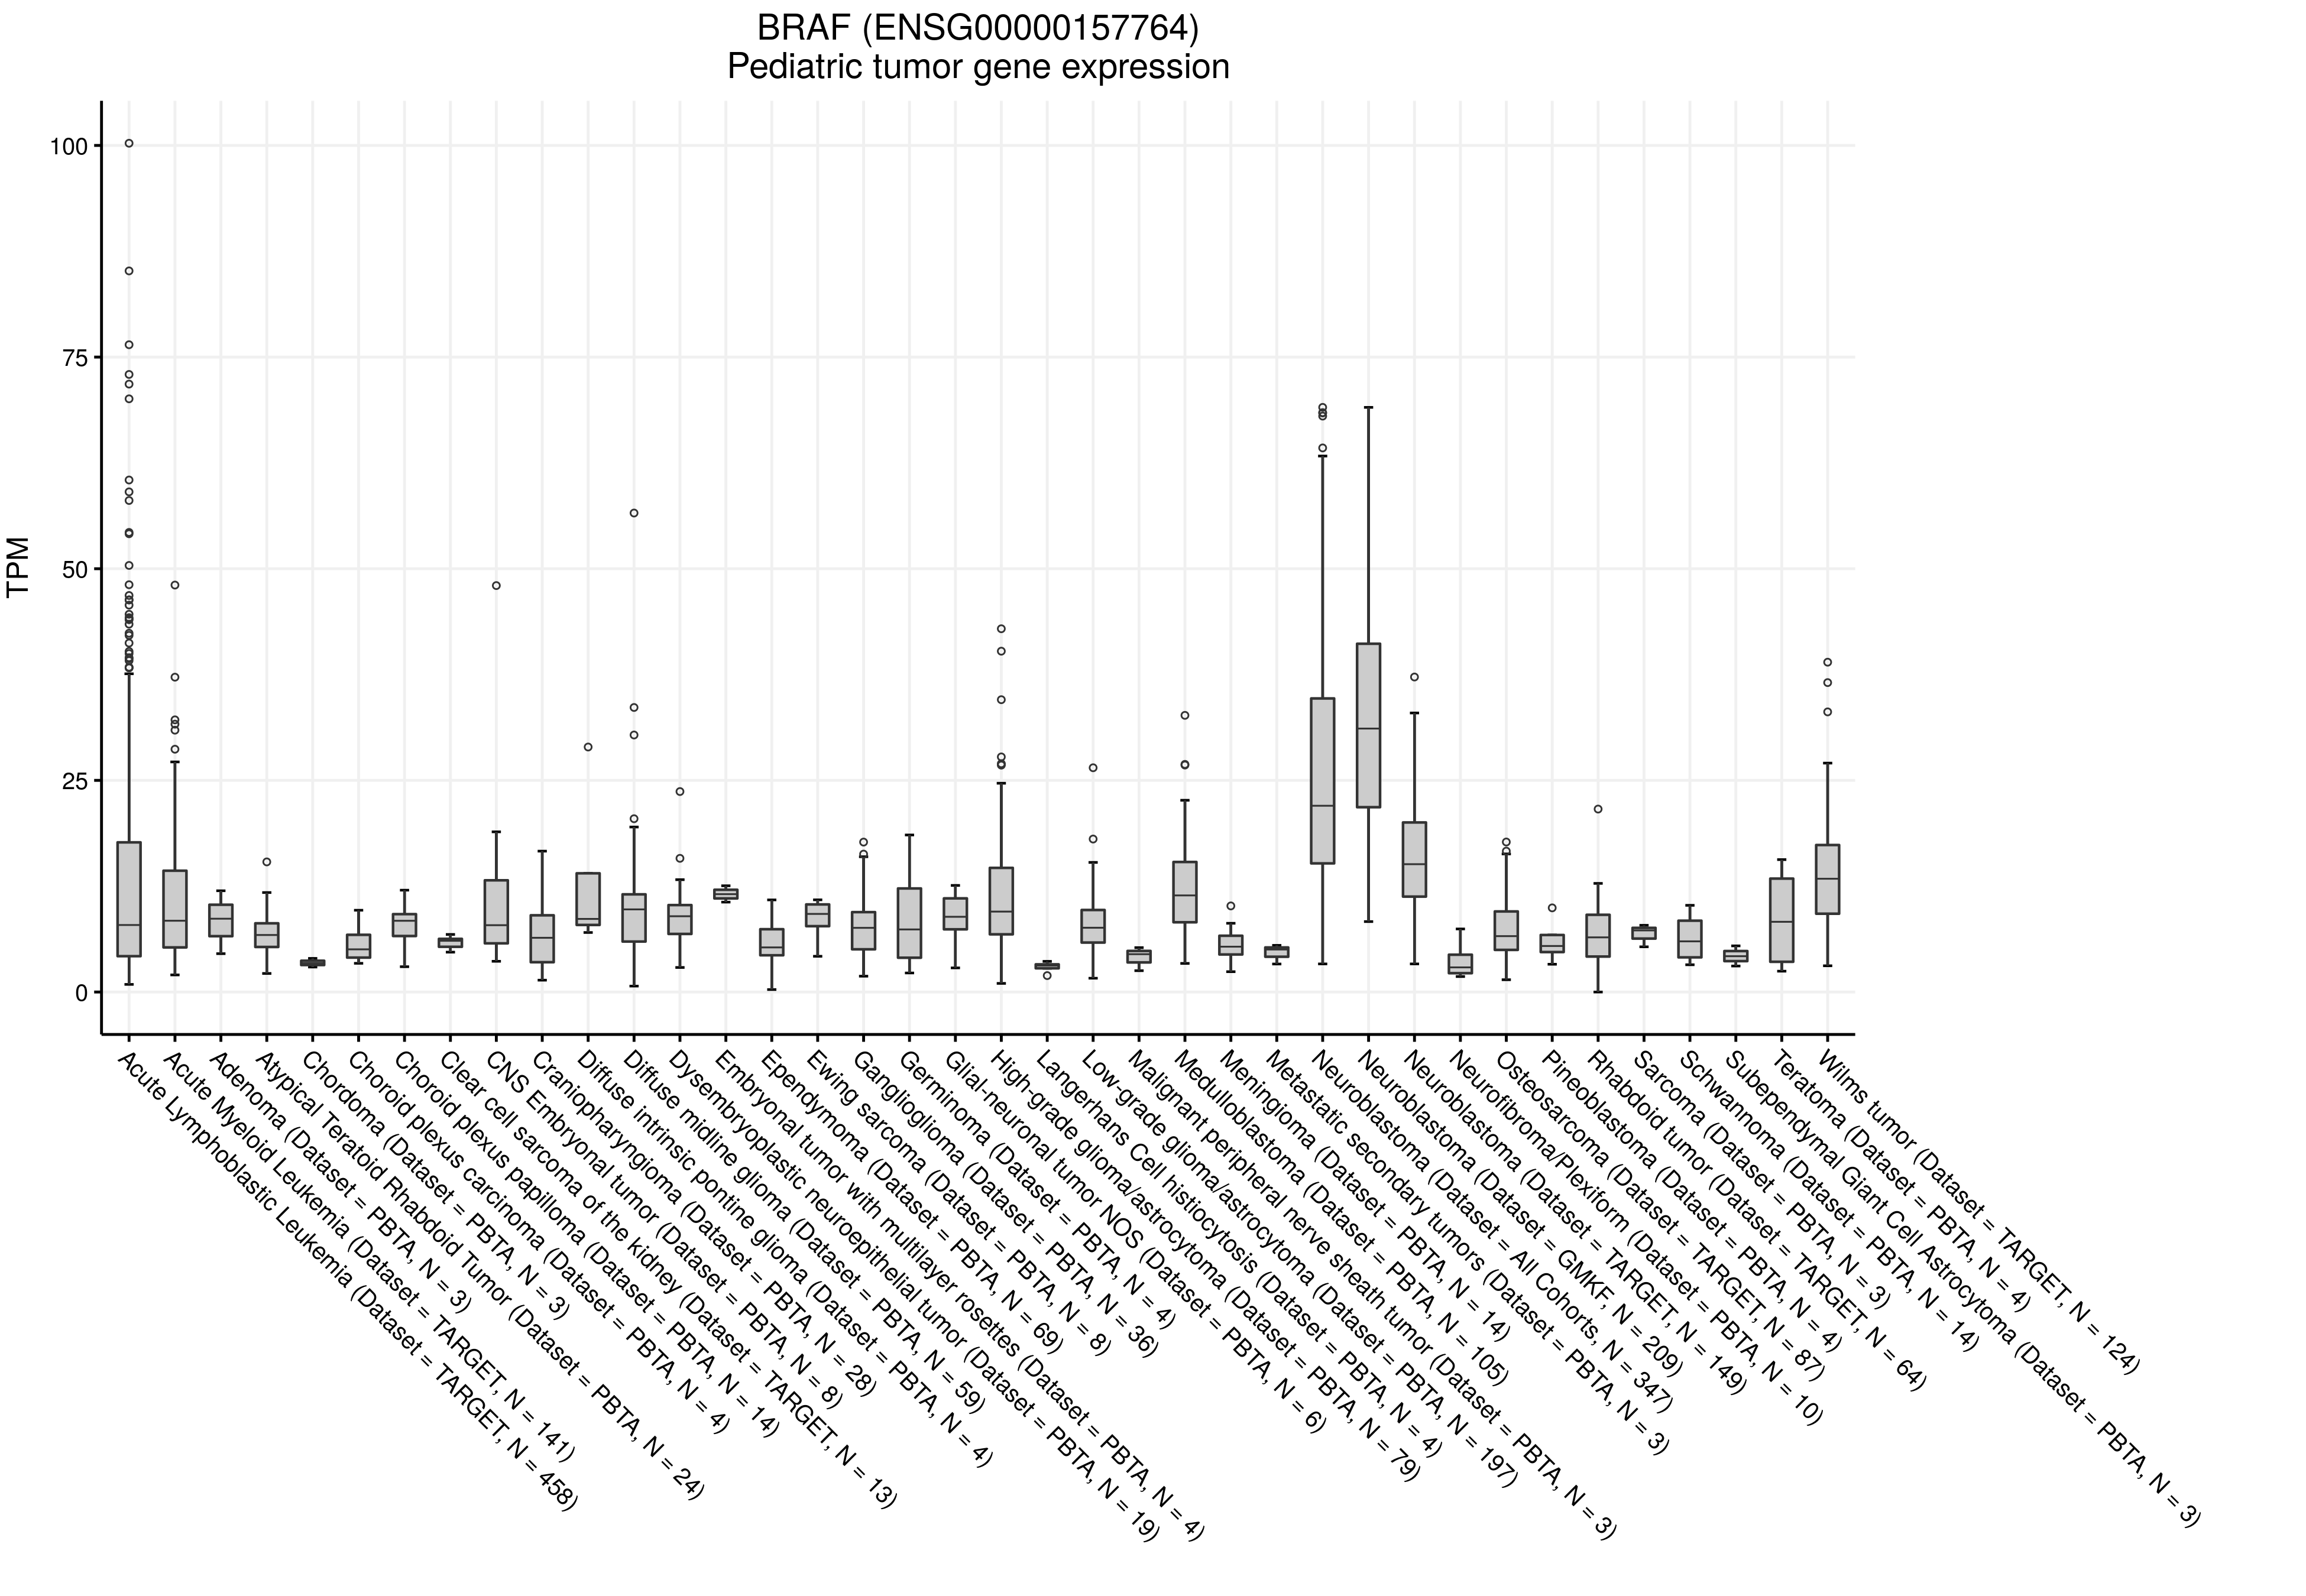 BRAF (ENSG00000157764)
Pediatric tumor gene expression
TPM
100
75
50
25
0
Acute Lymphoblastic Leukemia (Dataset = TARGET, N = 458)
Acute Myeloid Leukemia (Dataset = TARGET, N = 141)
Adenoma (Dataset = PBTA, N = 3)
Atypical Teratoid Rhabdoid Tumor (Dataset = PBTA, N = 24)
Chordoma (Dataset = PBTA, N = 3)
Choroid plexus carcinoma (Dataset = PBTA, N = 4)
Choroid plexus papilloma (Dataset = PBTA, N = 14)
Clear cell sarcoma of the kidney (Dataset = TARGET, N = 13)
CNS Embryonal tumor (Dataset = PBTA, N = 8)
Craniopharyngioma (Dataset = PBTA, N = 28)
Diffuse intrinsic pontine glioma (Dataset = PBTA, N = 4)
Diffuse midline glioma (Dataset = PBTA, N = 59)
Dysembryoplastic neuroepithelial tumor (Dataset = PBTA, N = 19)
Embryonal tumor with multilayer rosettes (Dataset = PBTA, N = 4)
Ependymoma (Dataset = PBTA, N = 69)
Ewing sarcoma (Dataset = PBTA, N = 8)
Ganglioglioma (Dataset = PBTA, N = 36)
Germinoma (Dataset = PBTA, N = 4)
Glial-neuronal tumor NOS (Dataset = PBTA, N = 6)
High-grade glioma/astrocytoma (Dataset = PBTA, N = 79)
Langerhans Cell histiocytosis (Dataset = PBTA, N = 4)
Low-grade glioma/astrocytoma (Dataset = PBTA, N = 197)
Malignant peripheral nerve sheath tumor (Dataset = PBTA, N = 3)
Medulloblastoma (Dataset = PBTA, N = 105)
Meningioma (Dataset = PBTA, N = 14)
Metastatic secondary tumors (Dataset = PBTA, N = 3)
Neuroblastoma (Dataset = All Cohorts, N = 347)
Neuroblastoma (Dataset = GMKF, N = 209)
Neuroblastoma (Dataset = TARGET, N = 149)
Neurofibroma/Plexiform (Dataset = PBTA, N = 10)
Osteosarcoma (Dataset = TARGET, N = 87)
Pineoblastoma (Dataset = PBTA, N = 4)
Rhabdoid tumor (Dataset = TARGET, N = 64)
Sarcoma (Dataset = PBTA, N = 3)
Schwannoma (Dataset = PBTA, N = 14)
Subependymal Giant Cell Astrocytoma (Dataset = PBTA, N = 3)
Teratoma (Dataset = PBTA, N = 4)
Wilms tumor (Dataset = TARGET, N = 124)